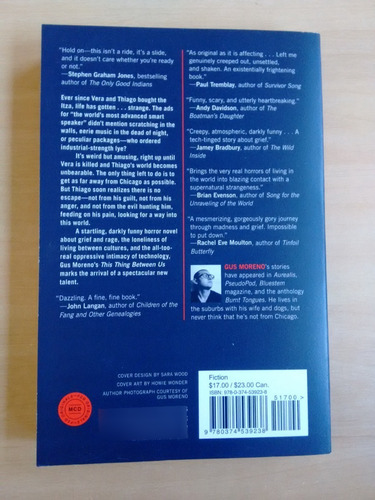 "Hold on—this isn't a ride, it's a slide,
and it doesn't care whether you're ready
or not."
—Stephen Graham Jones, bestselling
author of The Only Good Indians
Ever since Vera and Thiago bought the
Itza, life has gotten . . . strange. The ads
for "the world's most advanced smart
speaker" didn't mention scratching in the
walls, eerie music in the dead of night,
or peculiar packages—who ordered
industrial-strength lye?
It's weird but amusing, right up until
Vera is killed and Thiago's world becomes
unbearable. The only thing left to do is to
get as far away from Chicago as possible.
But Thiago soon realizes there is no
escape—not from his guilt, not from his
anger, and not from the evil hunting him,
feeding on his pain, looking for a way into
this world.
A startling, darkly funny horror novel
about grief and rage, the loneliness of
living between cultures, and the all-too-
real oppressive intimacy of technology,
Gus Moreno's This Thing Between Us
marks the arrival of a spectacular new
talent.
"Dazzling. A fine, fine book."
—John Langan, author of Children of the
Fang and Other Genealogies
"As original as it is affecting . . . Left me
genuinely creeped out, unsettled,
and shaken. An existentially frightening
book."
—Paul Tremblay, author of Survivor Song
"Funny, scary, and utterly heartbreaking."
—Andy Davidson, author of The
Boatman's Daughter
"Creepy, atmospheric, darkly funny . . . A
tech-tinged story about grief."
—Jamey Bradbury, author of The Wild
Inside
"Brings the very real horrors of living in
the world into blazing contact with a
supernatural strangeness."
—Brian Evenson, author of Song for the
Unraveling of the World
"A mesmerizing, gorgeously gory journey
through madness and grief. Impossible
to put down."
—Rachel Eve Moulton, author of Tinfoil
Butterfly
GUS MORENO's stories
have appeared in Aurealis,
PseudoPod, Bluestem
magazine, and the anthology
Burnt Tongues. He lives in
the suburbs with his wife and dogs, but
never think that he's not from Chicago.
COVER DESIGN BY SARA WOOD
COVER ART BY HOKIE WONDER
AUTHOR PHOTOGRAPH COURTESY OF
GUS MORENO
MCD
Fiction
$17.00 / $23.00 Can.
ISBN: 978-0-374-53923-8
51700>
9 780374 539238